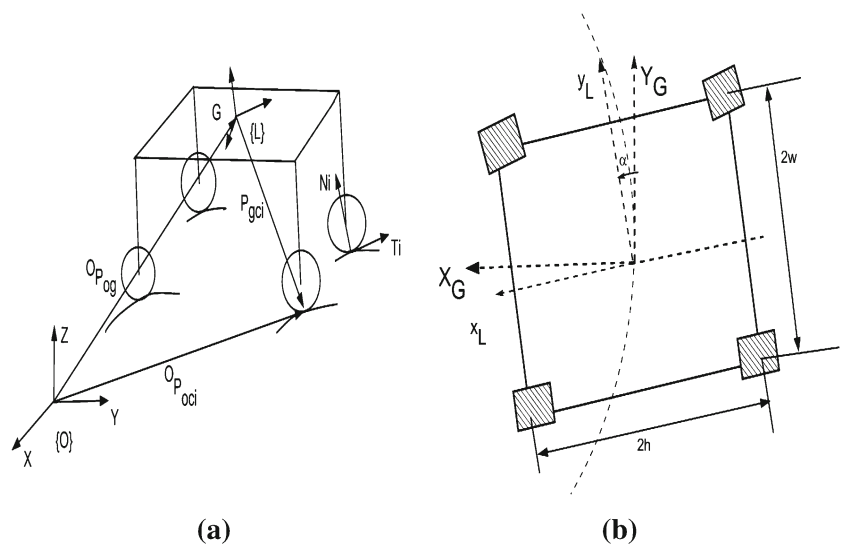 G
{L}
Ni
Pgci
Ti
OPog
Z
OPoci
Y
{O}
X
yL
YG
α
2w
XG
xL
2h
(a)
(b)